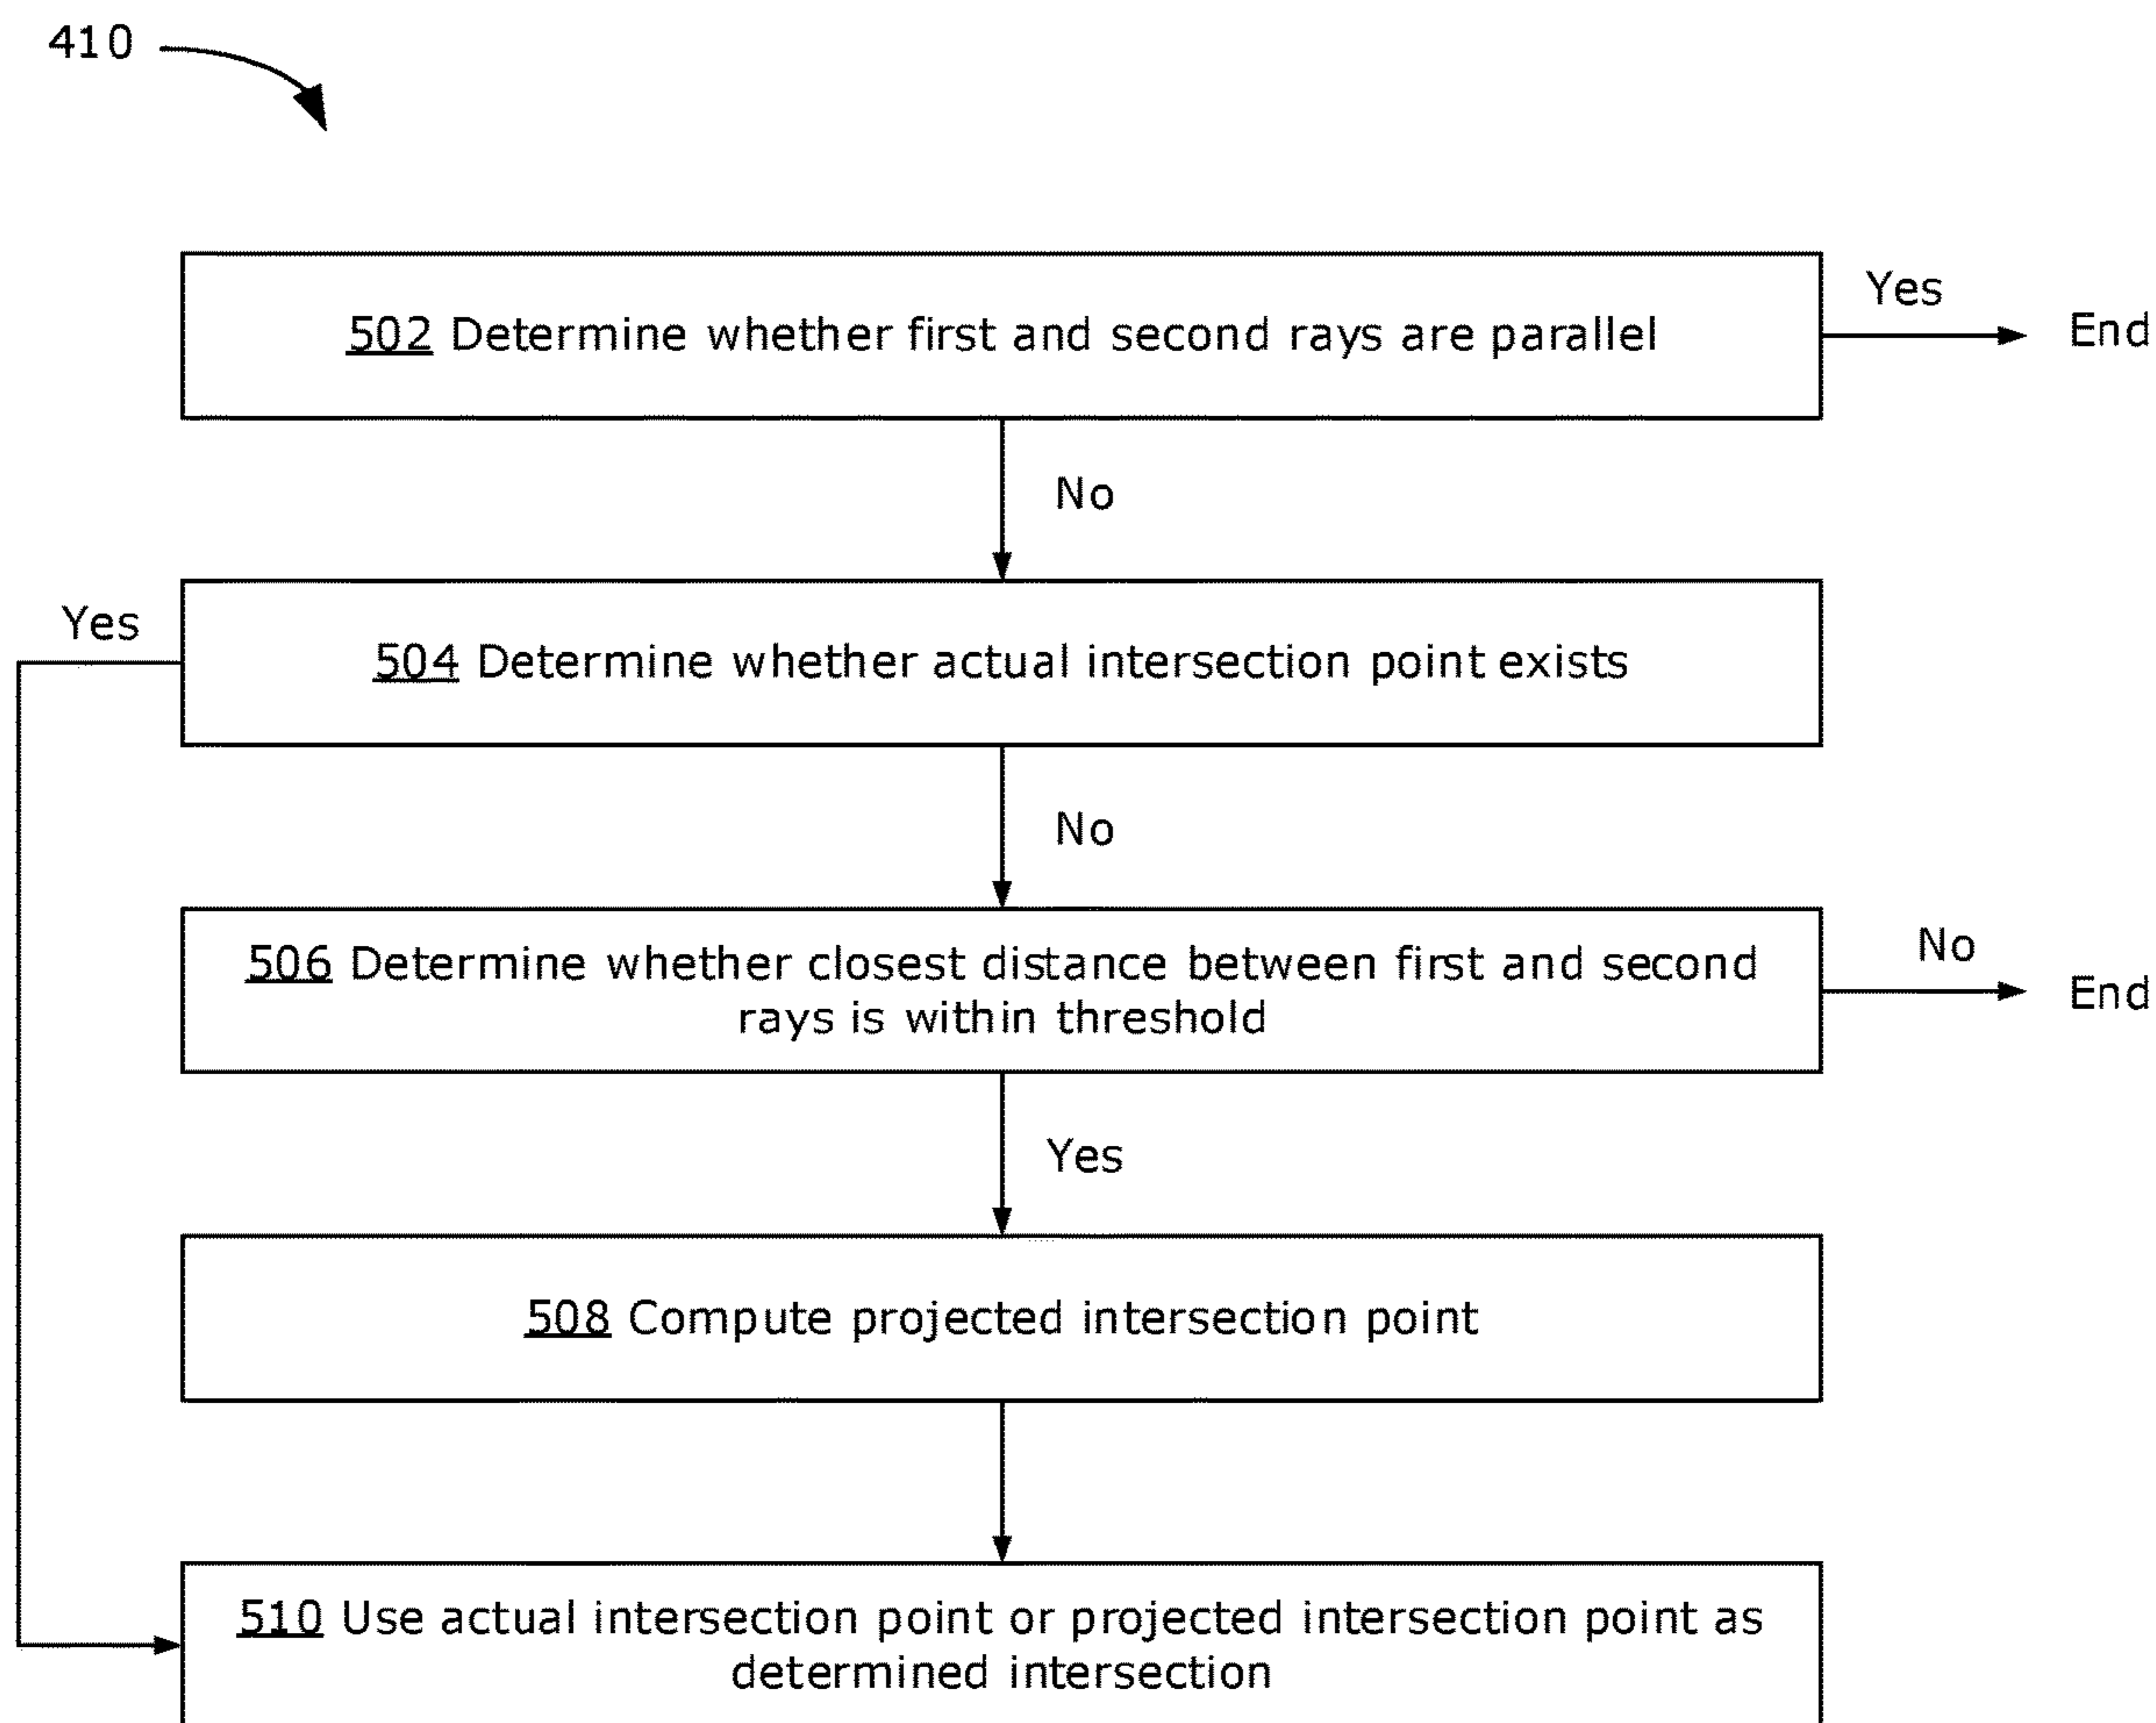 410
502 Determine whether first and second rays are parallel
Yes
End
No
Yes
504 Determine whether actual intersection point exists
No
506 Determine whether closest distance between first and second
rays is within threshold
No
End
Yes
508 Compute projected intersection point
510 Use actual intersection point or projected intersection point as
determined intersection